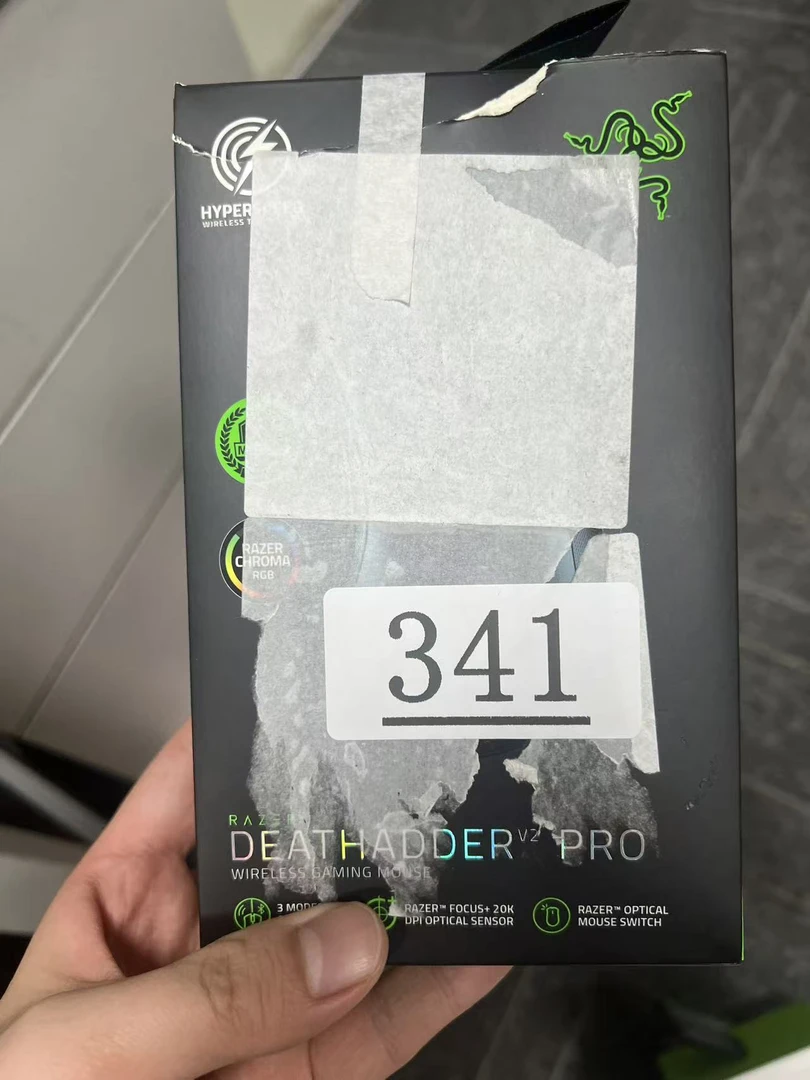 HYPER
WIRELESS
RAZER
CHROMA
RGB
341
RAZER
DEATHADDER V2 PRO
WIRELESS GAMING MOUSE
3
RAZER™ FOCUS+ 20K
DPI OPTICAL SENSOR
RAZER™ OPTICAL
MOUSE SWITCH